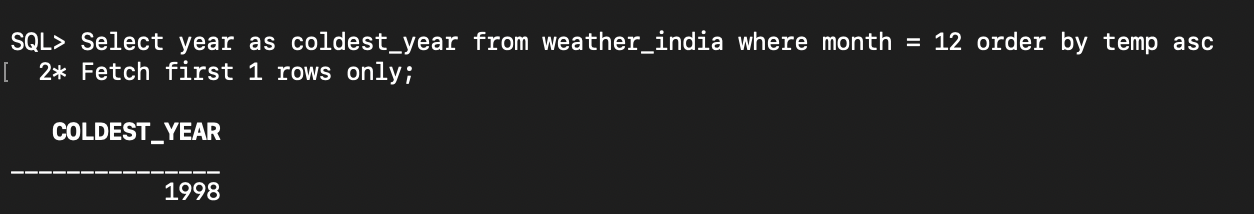 SQL> Select year as coldest_year from weather_india where month = 12 order by temp asc
[  2* Fetch first 1 rows only;
COLDEST_YEAR
_______________
1998